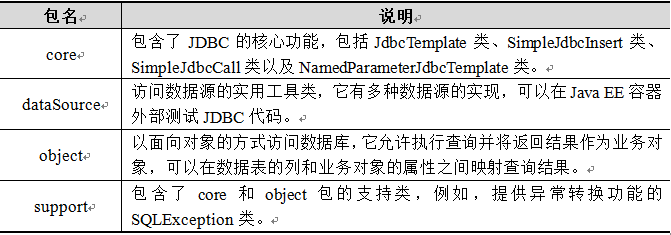 包名 说明
core 包含了 JDBC 的核心功能，包括 JdbcTemplate 类、SimpleJdbcInsert 类、
SimpleJdbcCall 类以及 NamedParameterJdbcTemplate 类。
dataSource 访问数据源的实用工具类，它有多种数据源的实现，可以在 Java EE 容器
外部测试 JDBC 代码。
object 以面向对象的方式访问数据库，它允许执行查询并将返回结果作为业务对
象，可以在数据表的列和业务对象的属性之间映射查询结果。
support 包含了 core 和 object 包的支持类，例如，提供异常转换功能的
SQLException 类。